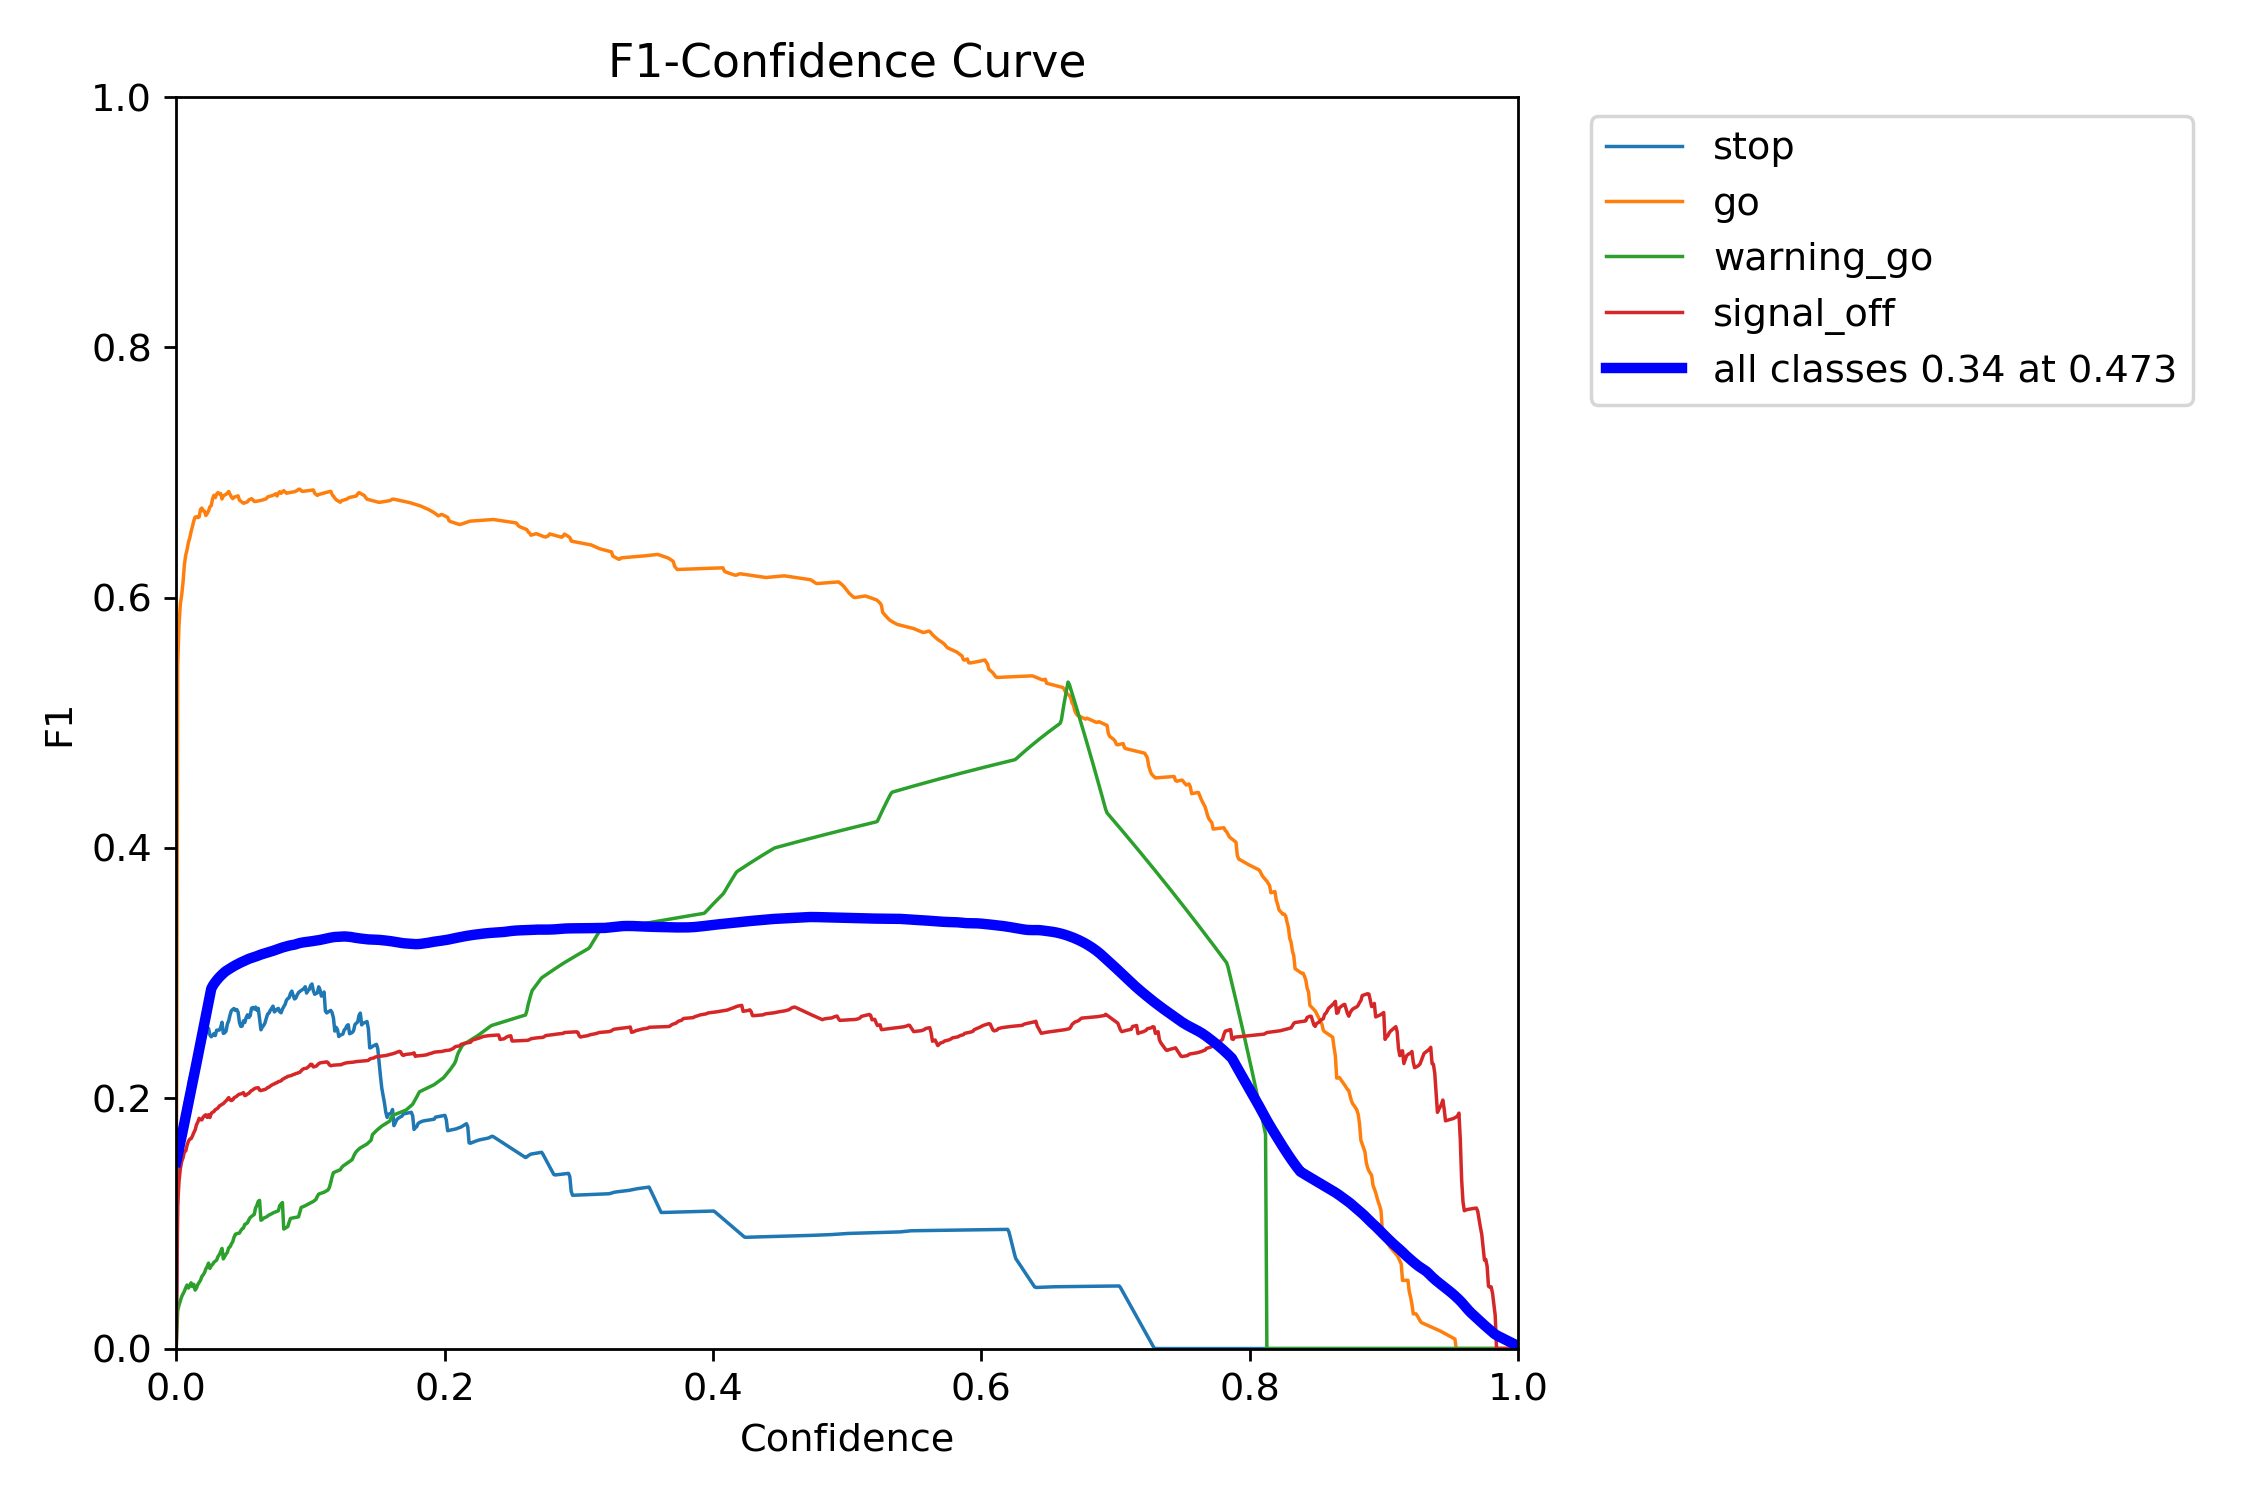 F1-Confidence Curve
1.0
0.8
0.6
0.4
0.2
0.0
F1
0.0 0.2 0.4 0.6 0.8 1.0
Confidence
stop
go
warning_go
signal_off
all classes 0.34 at 0.473